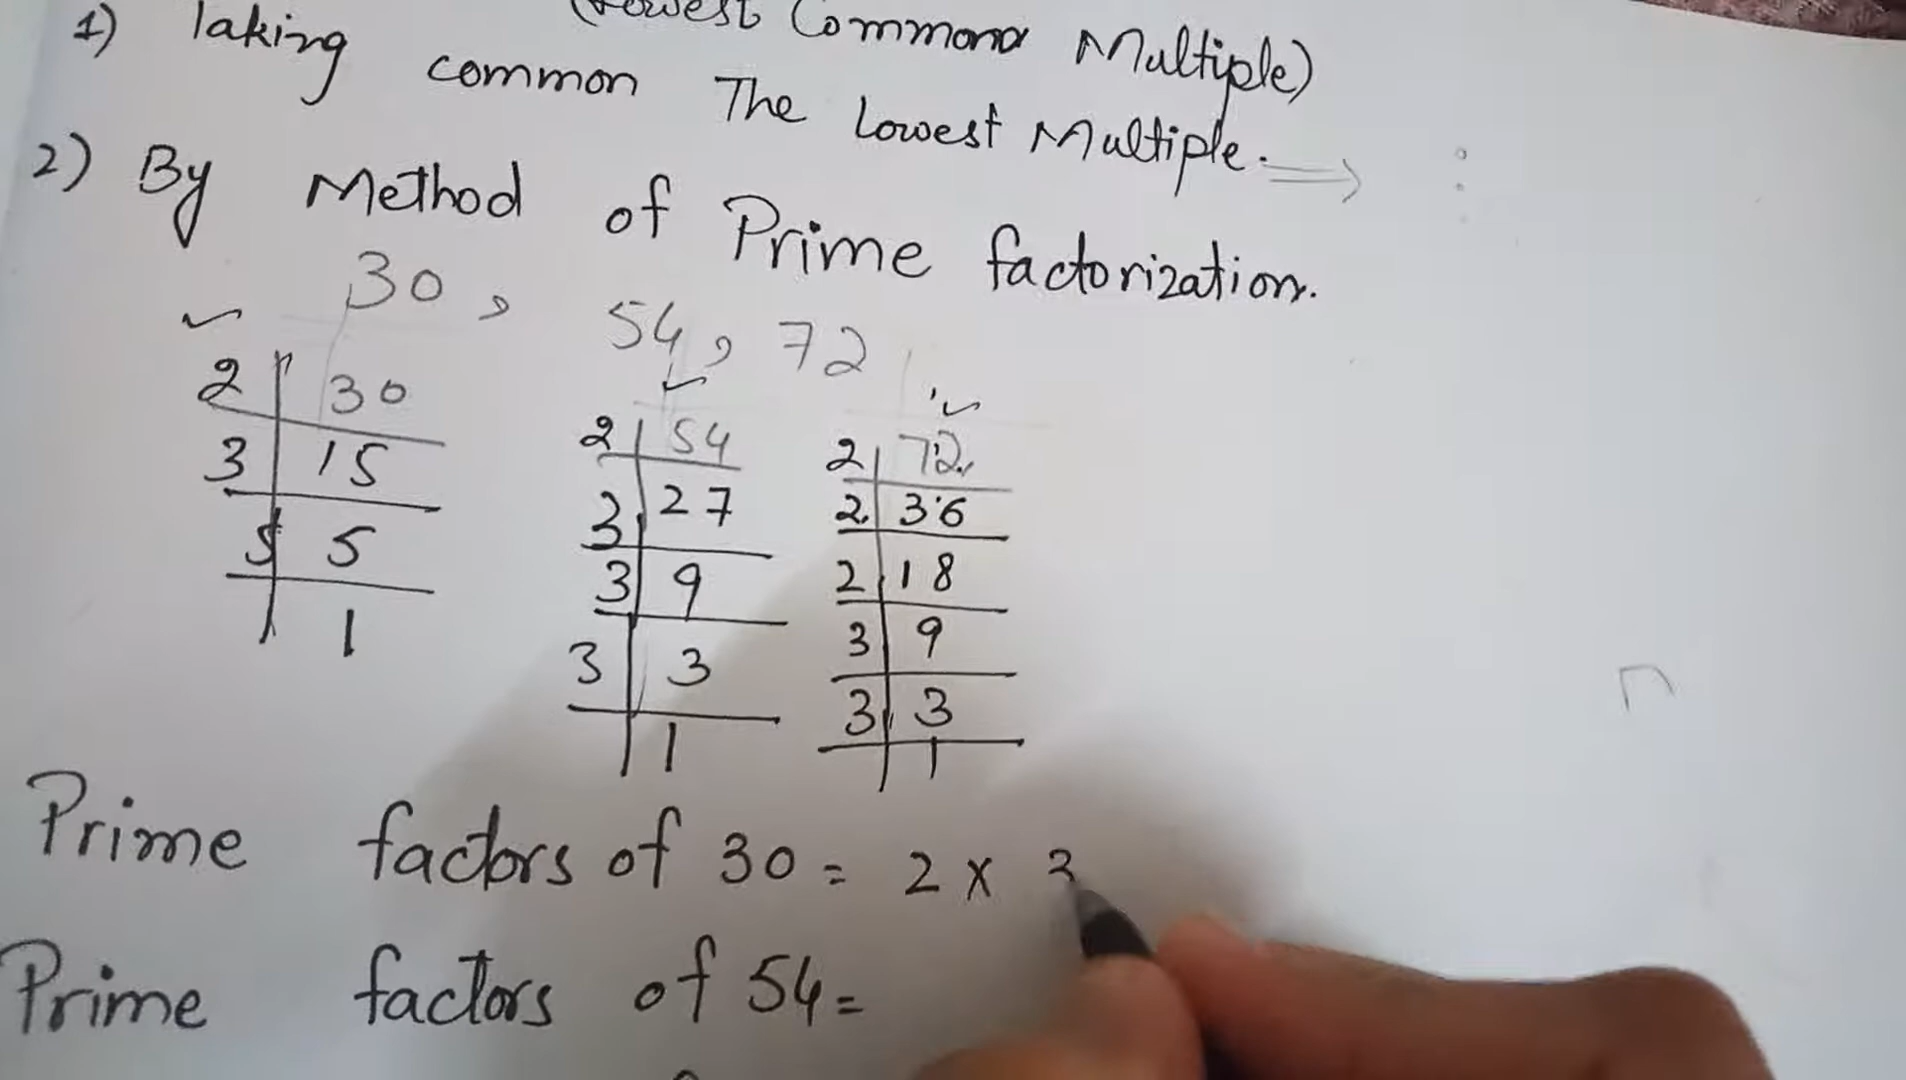 (Lowest Common Multiple)
1) Taking common The Lowest Multiple.
2) By Method of Prime factorization.
30, 54, 72
2 30
3 15
5 5
1
2 54
3 27
3 9
3 3
1
2 72
2 36
2 18
3 9
3 3
1
Prime factors of 30 = 2 x 3
Prime factors of 54 =